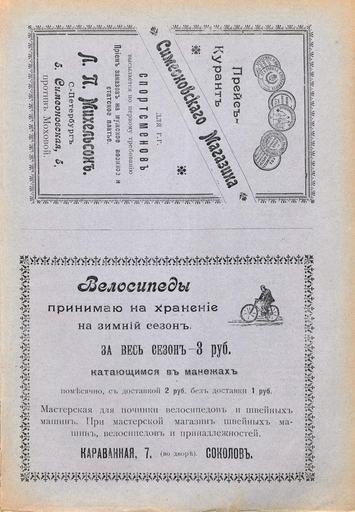 Прейсъ-
Курантъ
Симеоновскаго Магазина
для г.г.
спортсменовъ
высылается по первому требованію
Пріемъ заказовъ на мужское военное и
статское платье.
Л. П. Михельсонъ.
С.-Петербургъ
5, Симеоновская, 5,
противъ Моховой.
Велосипеды
принимаю на храненіе
на зимній сезонъ.
ЗА ВЕСЬ СЕЗОНЪ—3 руб.
катающимся въ манежахъ
помѣсячно, съ доставкой 2 руб. безъ доставки 1 руб.
Мастерская для починки велосипедовъ и швейныхъ
машинъ. При мастерской магазинъ швейныхъ ма-
шинъ, велосипедовъ и принадлежностей.
КАРАВАННАЯ, 7, (во дворѣ). СОКОЛОВЪ.